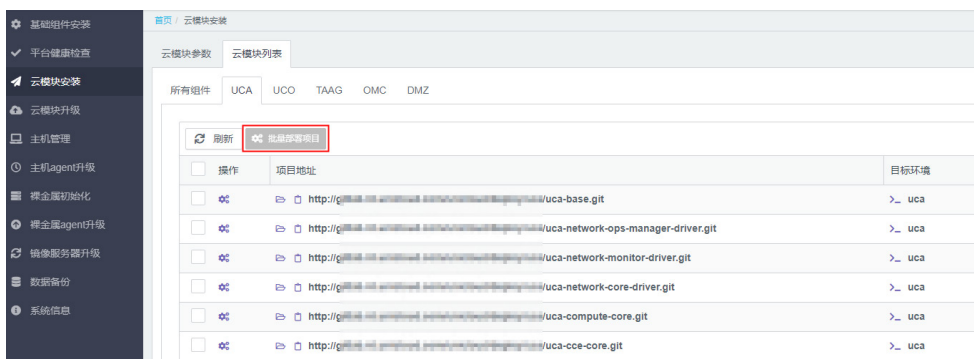 基础组件安装
平台健康检查
云模块安装
云模块升级
主机管理
主机agent升级
裸金属初始化
裸金属agent升级
镜像服务器升级
数据备份
系统信息
首页 / 云模块安装
云模块参数 云模块列表
所有组件 UCA UCO TAAG OMC DMZ
刷新 批量部署项目
操作 项目地址 目标环境
http://g /uca-base.git >_ uca
http://g /uca-network-ops-manager-driver.git >_ uca
http://g /uca-network-monitor-driver.git >_ uca
http://g /uca-network-core-driver.git >_ uca
http://g /uca-compute-core.git >_ uca
http://g /uca-cce-core.git >_ uca